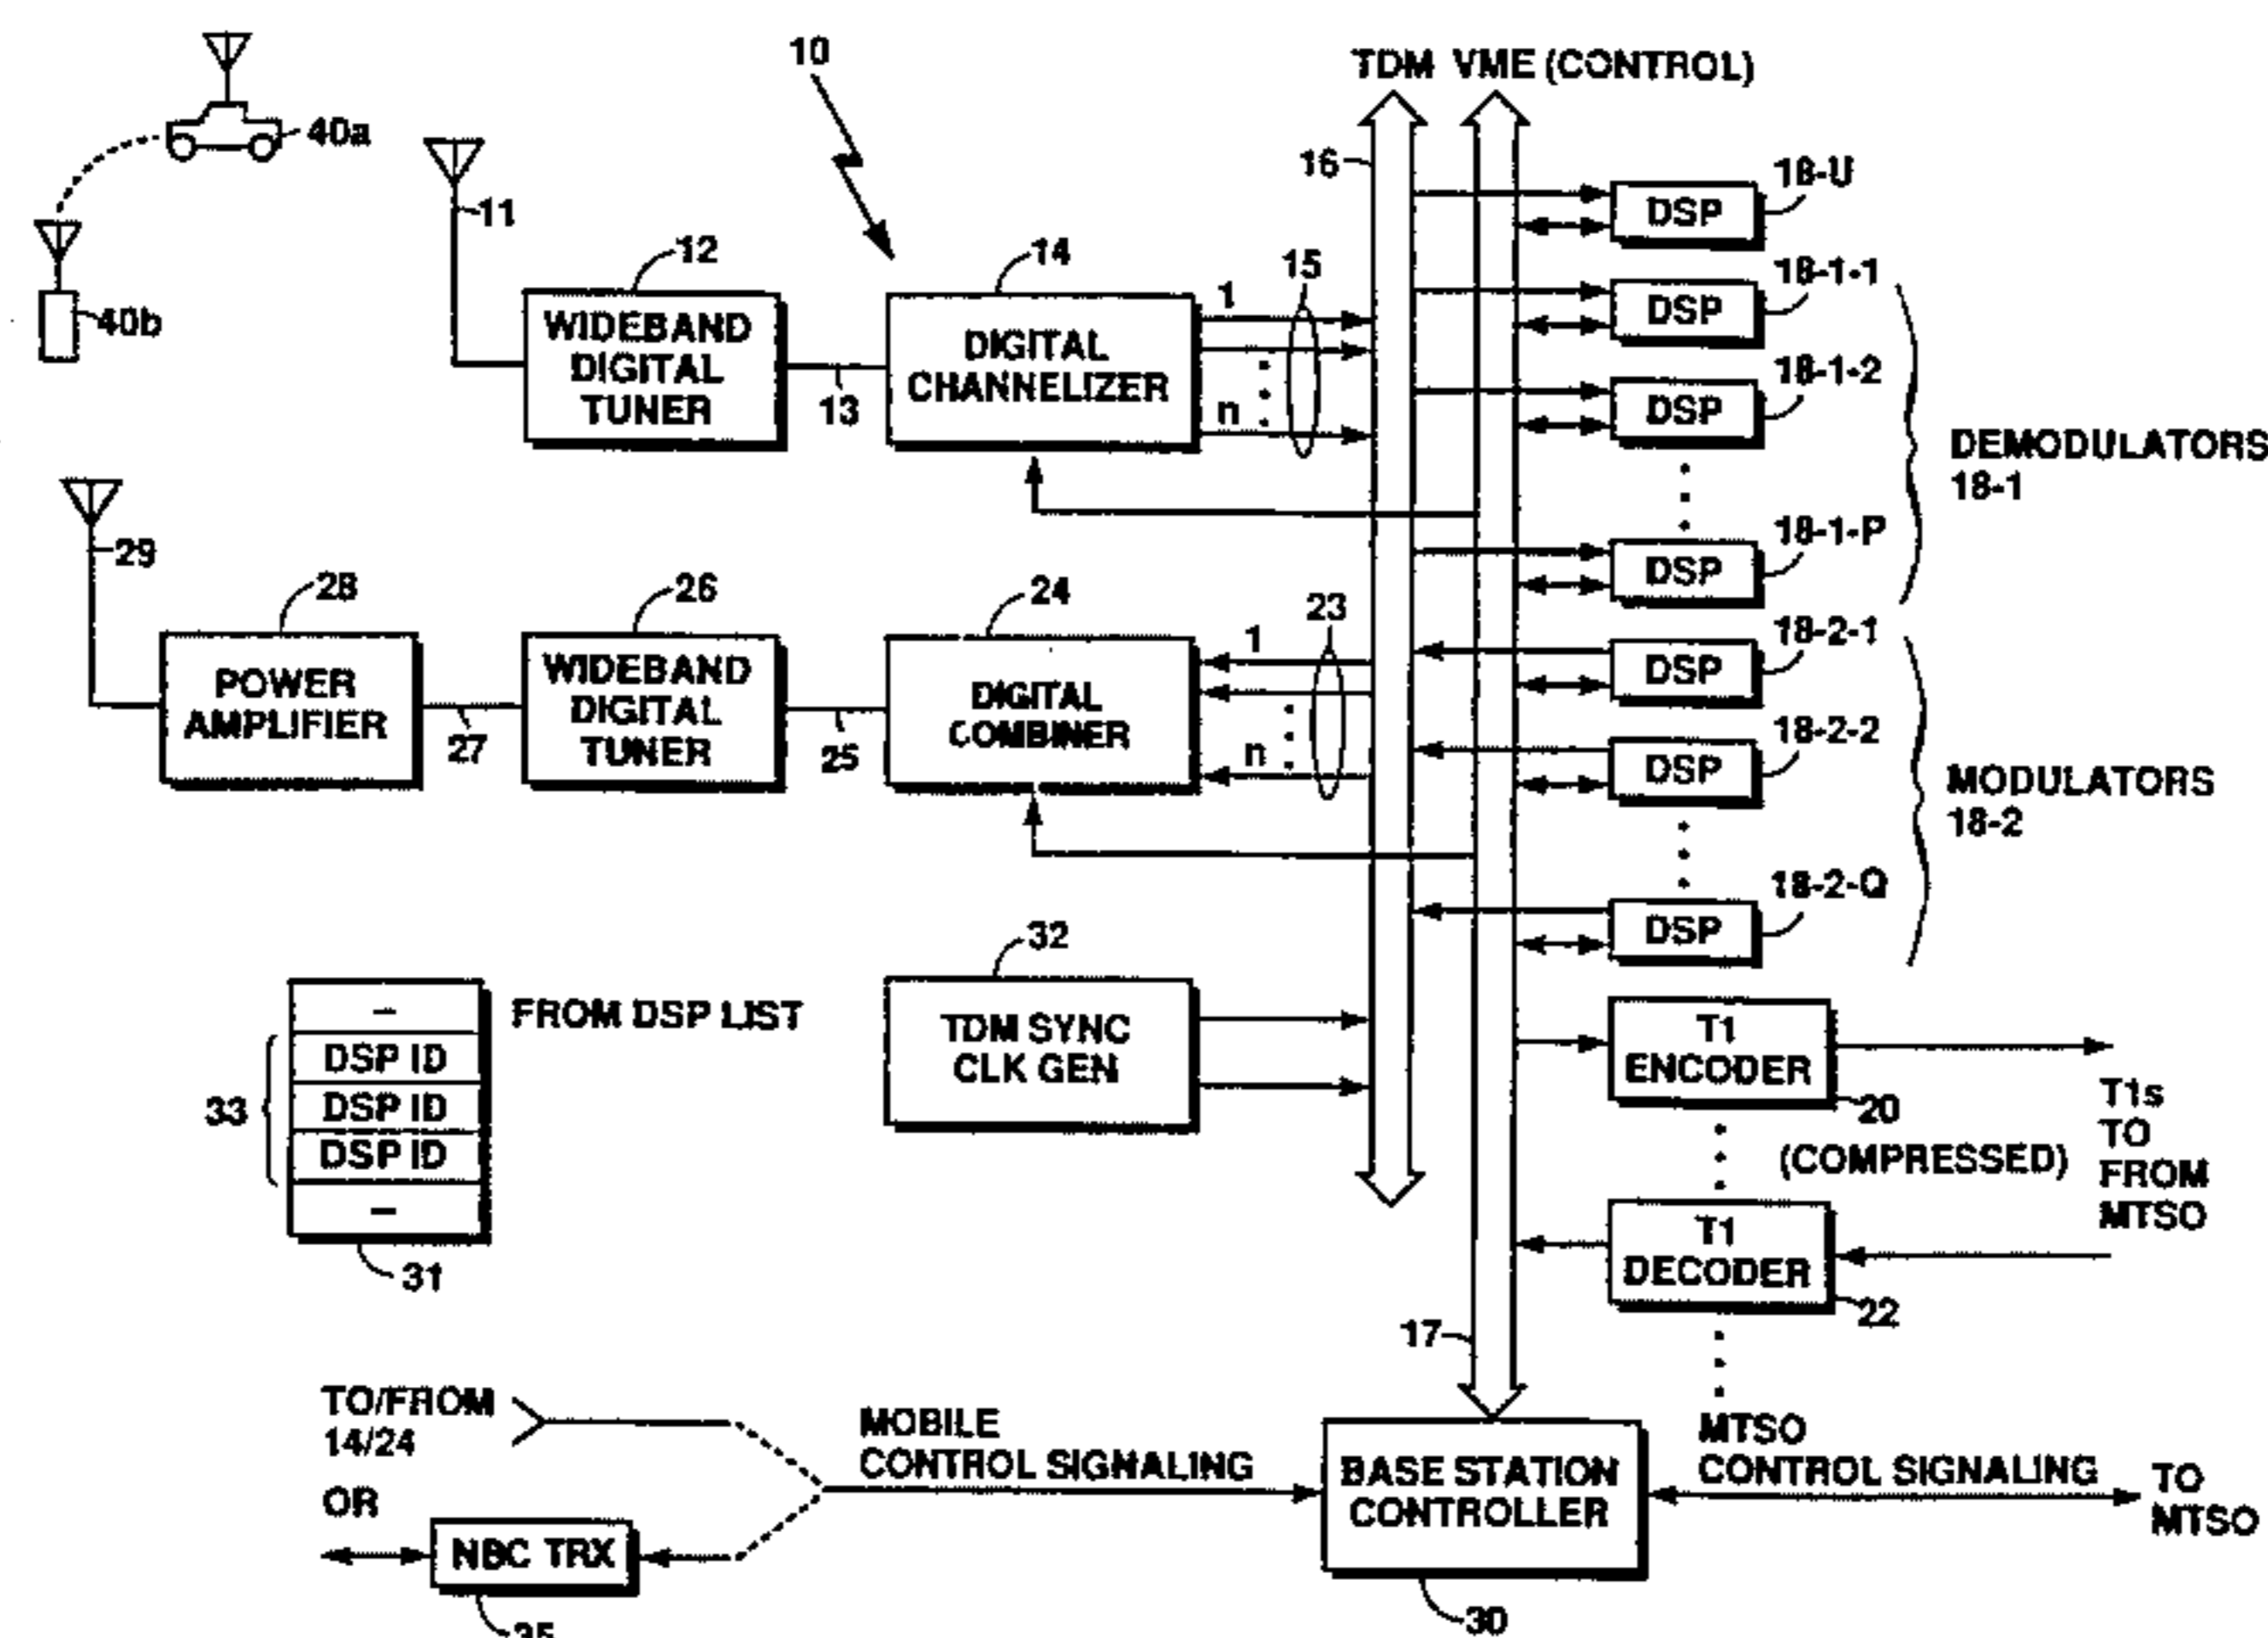 10
TDM VME (CONTROL)
40a
16
18-U
11
DSP
12
14
15
18-1-1
40b
1
DSP
WIDEBAND
DIGITAL
TUNER
DIGITAL
CHANNELIZER
18-1-2
13
n
DSP
DEMODULATORS
18-1
29
18-1-P
28
26
24
23
DSP
18-2-1
1
POWER
AMPLIFIER
WIDEBAND
DIGITAL
TUNER
DIGITAL
COMBINER
DSP
18-2-2
27
25
n
DSP
MODULATORS
18-2
18-2-Q
32
DSP
–
FROM DSP LIST
TDM SYNC
CLK GEN
T1
ENCODER
DSP ID
33
DSP ID
DSP ID
–
20
(COMPRESSED)
T1s
TO
FROM
MTSO
31
T1
DECODER
22
17
TO/FROM
14/24
MOBILE
CONTROL SIGNALING
MTSO
CONTROL SIGNALING
OR
BASE STATION
CONTROLLER
TO
MTSO
NBC TRX
35
30